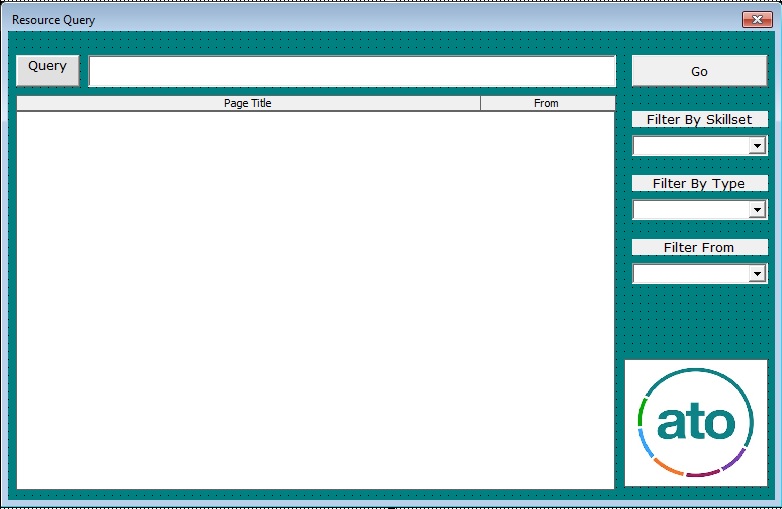 Resource Query
Query
Go
Page Title From
Filter By Skillset
Filter By Type
Filter From
ato